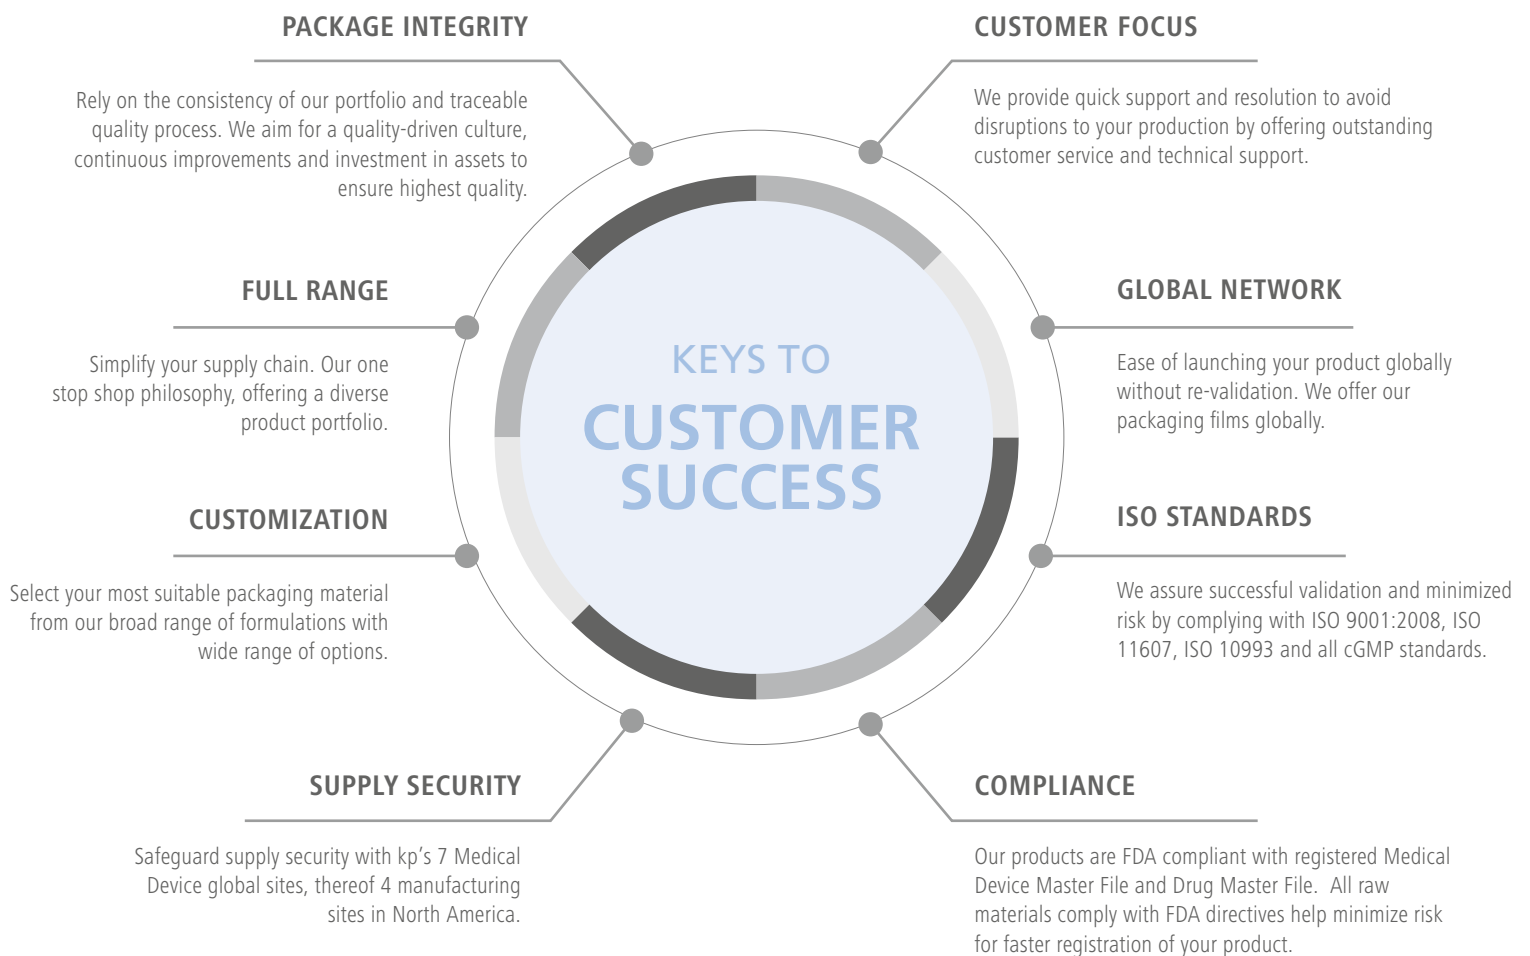 PACKAGE INTEGRITY
Rely on the consistency of our portfolio and traceable
quality process. We aim for a quality-driven culture,
continuous improvements and investment in assets to
ensure highest quality.
CUSTOMER FOCUS
We provide quick support and resolution to avoid
disruptions to your production by offering outstanding
customer service and technical support.
FULL RANGE
Simplify your supply chain. Our one
stop shop philosophy, offering a diverse
product portfolio.
GLOBAL NETWORK
Ease of launching your product globally
without re-validation. We offer our
packaging films globally.
KEYS TO
CUSTOMER
SUCCESS
CUSTOMIZATION
Select your most suitable packaging material
from our broad range of formulations with
wide range of options.
ISO STANDARDS
We assure successful validation and minimized
risk by complying with ISO 9001:2008, ISO
11607, ISO 10993 and all cGMP standards.
SUPPLY SECURITY
Safeguard supply security with kp's 7 Medical
Device global sites, thereof 4 manufacturing
sites in North America.
COMPLIANCE
Our products are FDA compliant with registered Medical
Device Master File and Drug Master File.  All raw
materials comply with FDA directives help minimize risk
for faster registration of your product.